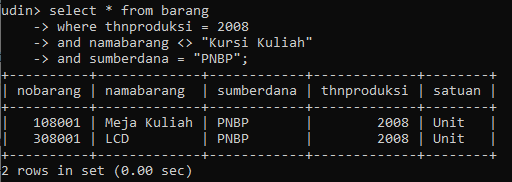 udin> select * from barang
    -> where thnproduksi = 2008
    -> and namabarang <> "Kursi Kuliah"
    -> and sumberdana = "PNBP";
+----------+-------------+------------+-------------+--------+
| nobarang | namabarang  | sumberdana | thnproduksi | satuan |
+----------+-------------+------------+-------------+--------+
|   108001 | Meja Kuliah | PNBP       |        2008 | Unit   |
|   308001 | LCD         | PNBP       |        2008 | Unit   |
+----------+-------------+------------+-------------+--------+
2 rows in set (0.00 sec)